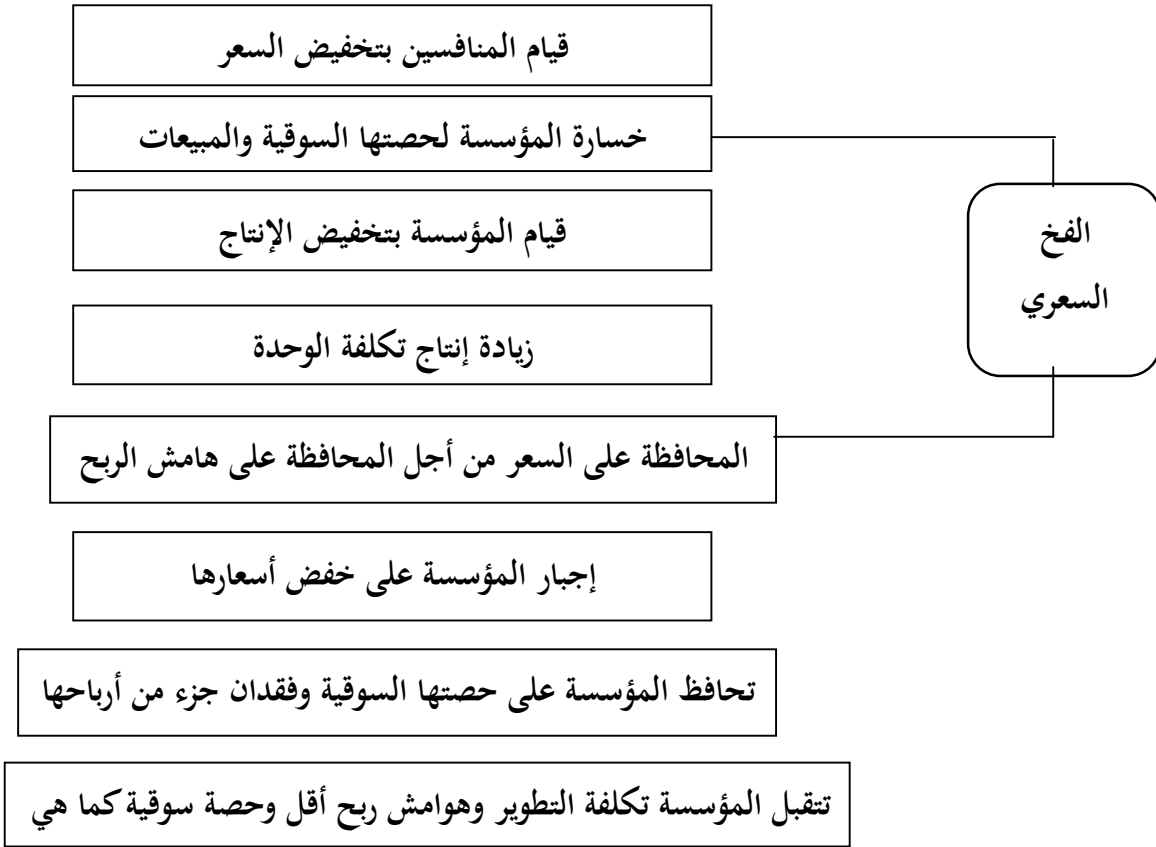 قيام المنافسين بتخفيض السعر
خسارة المؤسسة لحصتها السوقية والمبيعات
قيام المؤسسة بتخفيض الإنتاج
الفخ
السعري
زيادة إنتاج تكلفة الوحدة
المحافظة على السعر من أجل المحافظة على هامش الربح
إجبار المؤسسة على خفض أسعارها
تحافظ المؤسسة على حصتها السوقية وفقدان جزء من أرباحها
تتقبل المؤسسة تكلفة التطوير وهوامش ربح أقل وحصة سوقية كما هي